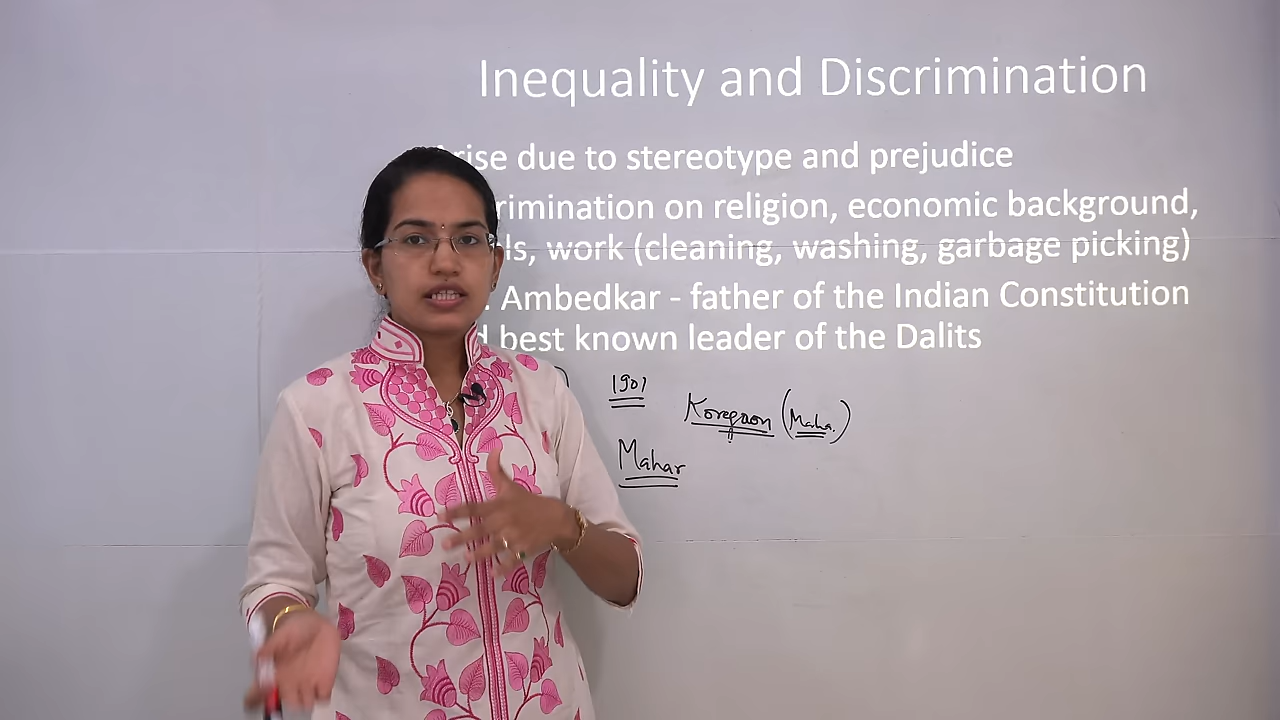 Inequality and Discrimination
rise due to stereotype and prejudice
rimination on religion, economic background,
ls, work (cleaning, washing, garbage picking)
. Ambedkar - father of the Indian Constitution
d best known leader of the Dalits
1901
Koregaon (Maha.)
Mahar